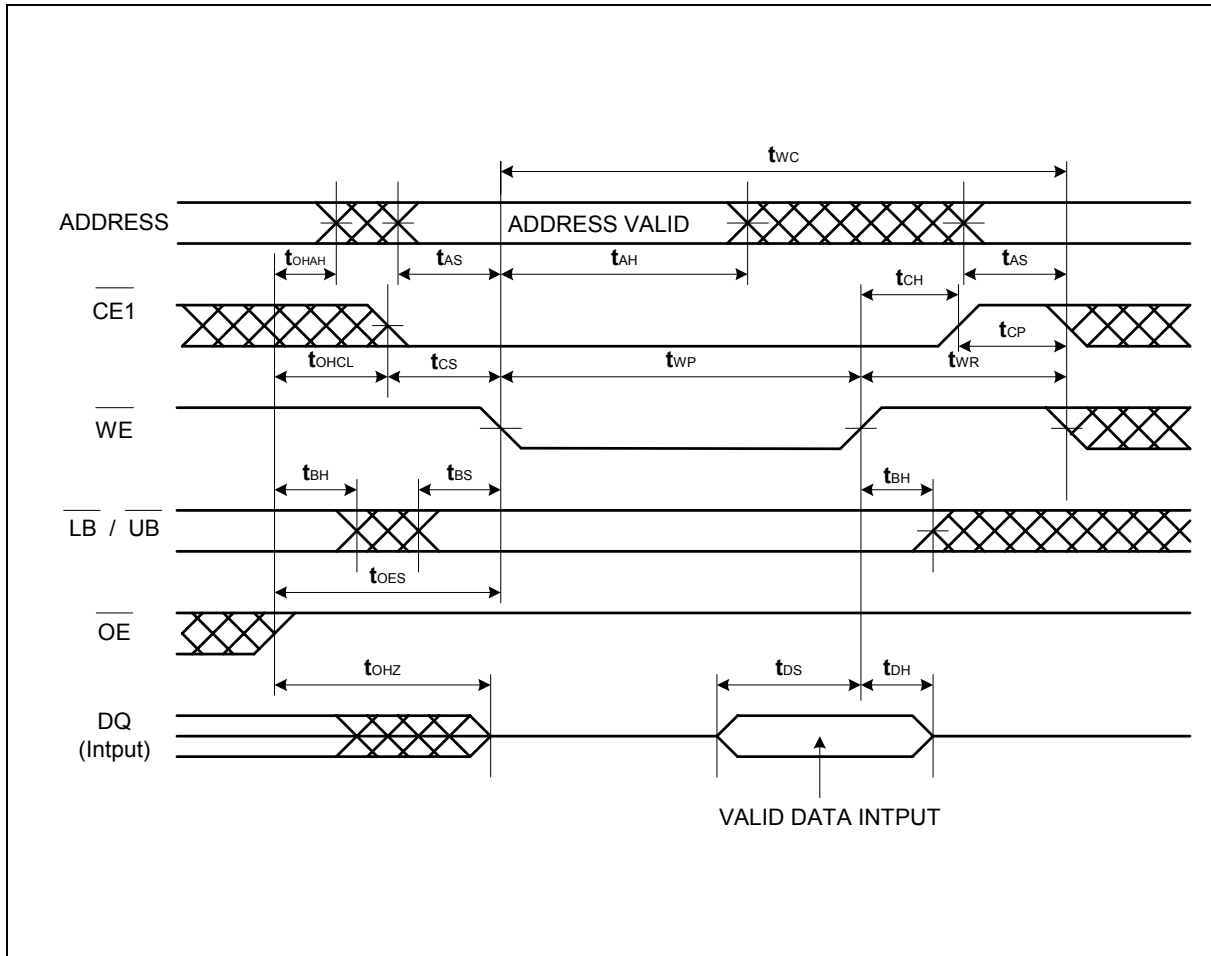 tWC
ADDRESS
ADDRESS VALID
tOHAH
tAS
tAH
tAS
tCH
CE1
tCP
tOHCL
tCS
tWP
tWR
WE
tBH
tBS
tBH
LB / UB
tOES
OE
tOHZ
tDS
tDH
DQ
(Intput)
VALID DATA INTPUT